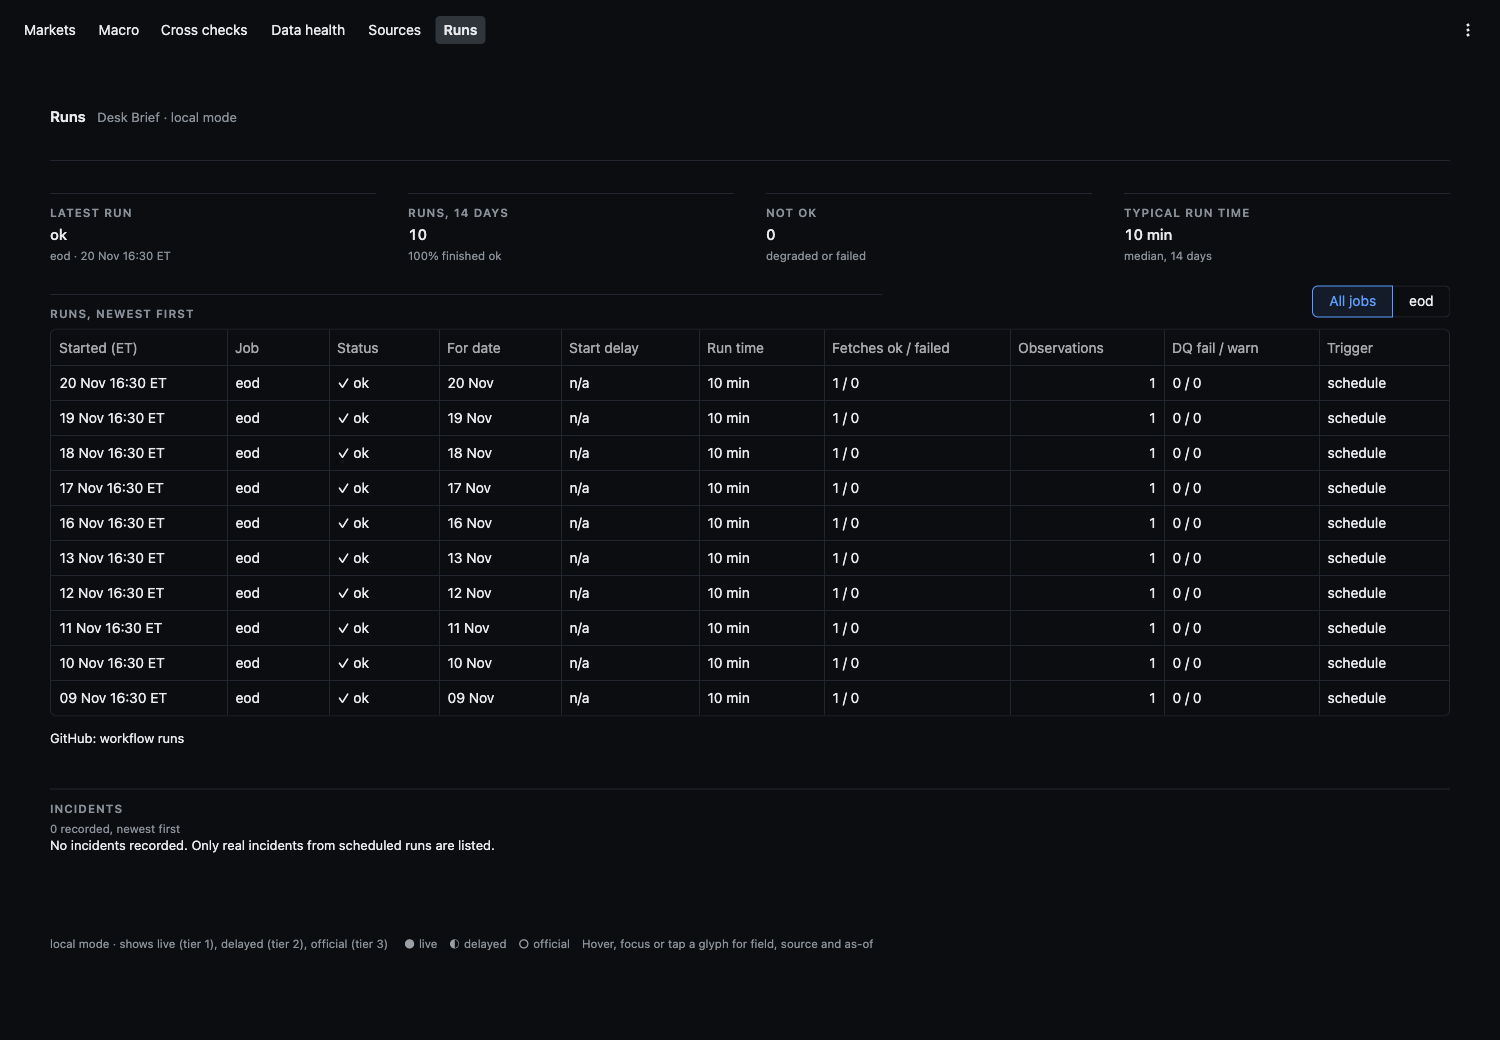 Markets Macro Cross checks Data health Sources Runs
Runs Desk Brief · local mode
LATEST RUN RUNS, 14 DAYS NOT OK TYPICAL RUN TIME
ok 10 0 10 min
eod · 20 Nov 16:30 ET 100% finished ok degraded or failed median, 14 days
All jobs eod
RUNS, NEWEST FIRST
Started (ET) Job Status For date Start delay Run time Fetches ok / failed Observations DQ fail / warn Trigger
20 Nov 16:30 ET eod ✓ ok 20 Nov n/a 10 min 1 / 0 1 0 / 0 schedule
19 Nov 16:30 ET eod ✓ ok 19 Nov n/a 10 min 1 / 0 1 0 / 0 schedule
18 Nov 16:30 ET eod ✓ ok 18 Nov n/a 10 min 1 / 0 1 0 / 0 schedule
17 Nov 16:30 ET eod ✓ ok 17 Nov n/a 10 min 1 / 0 1 0 / 0 schedule
16 Nov 16:30 ET eod ✓ ok 16 Nov n/a 10 min 1 / 0 1 0 / 0 schedule
13 Nov 16:30 ET eod ✓ ok 13 Nov n/a 10 min 1 / 0 1 0 / 0 schedule
12 Nov 16:30 ET eod ✓ ok 12 Nov n/a 10 min 1 / 0 1 0 / 0 schedule
11 Nov 16:30 ET eod ✓ ok 11 Nov n/a 10 min 1 / 0 1 0 / 0 schedule
10 Nov 16:30 ET eod ✓ ok 10 Nov n/a 10 min 1 / 0 1 0 / 0 schedule
09 Nov 16:30 ET eod ✓ ok 09 Nov n/a 10 min 1 / 0 1 0 / 0 schedule
GitHub: workflow runs
INCIDENTS
0 recorded, newest first
No incidents recorded. Only real incidents from scheduled runs are listed.
local mode · shows live (tier 1), delayed (tier 2), official (tier 3) ● live ◐ delayed ○ official Hover, focus or tap a glyph for field, source and as-of